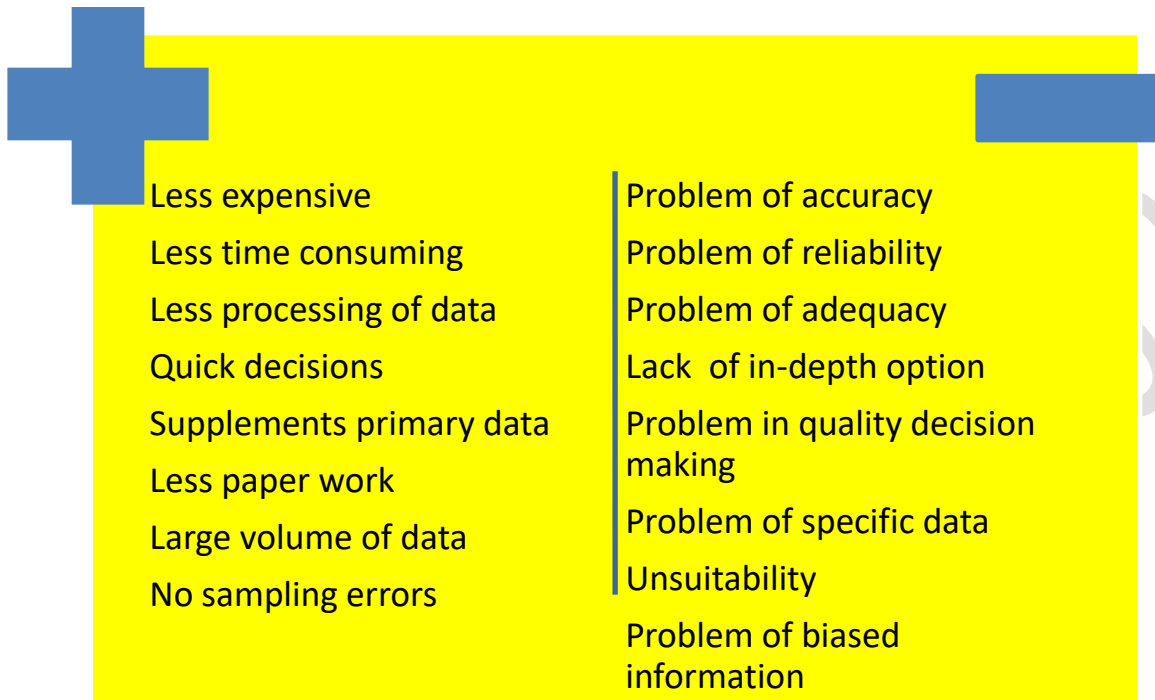 Less expensive
Less time consuming
Less processing of data
Quick decisions
Supplements primary data
Less paper work
Large volume of data
No sampling errors
Problem of accuracy
Problem of reliability
Problem of adequacy
Lack  of in-depth option
Problem in quality decision
making
Problem of specific data
Unsuitability
Problem of biased
information